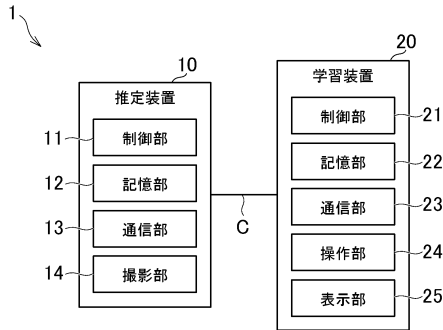 1
10
推定装置
11
制御部
12
記憶部
13
通信部
14
撮影部
C
20
学習装置
制御部
21
記憶部
22
通信部
23
操作部
24
表示部
25